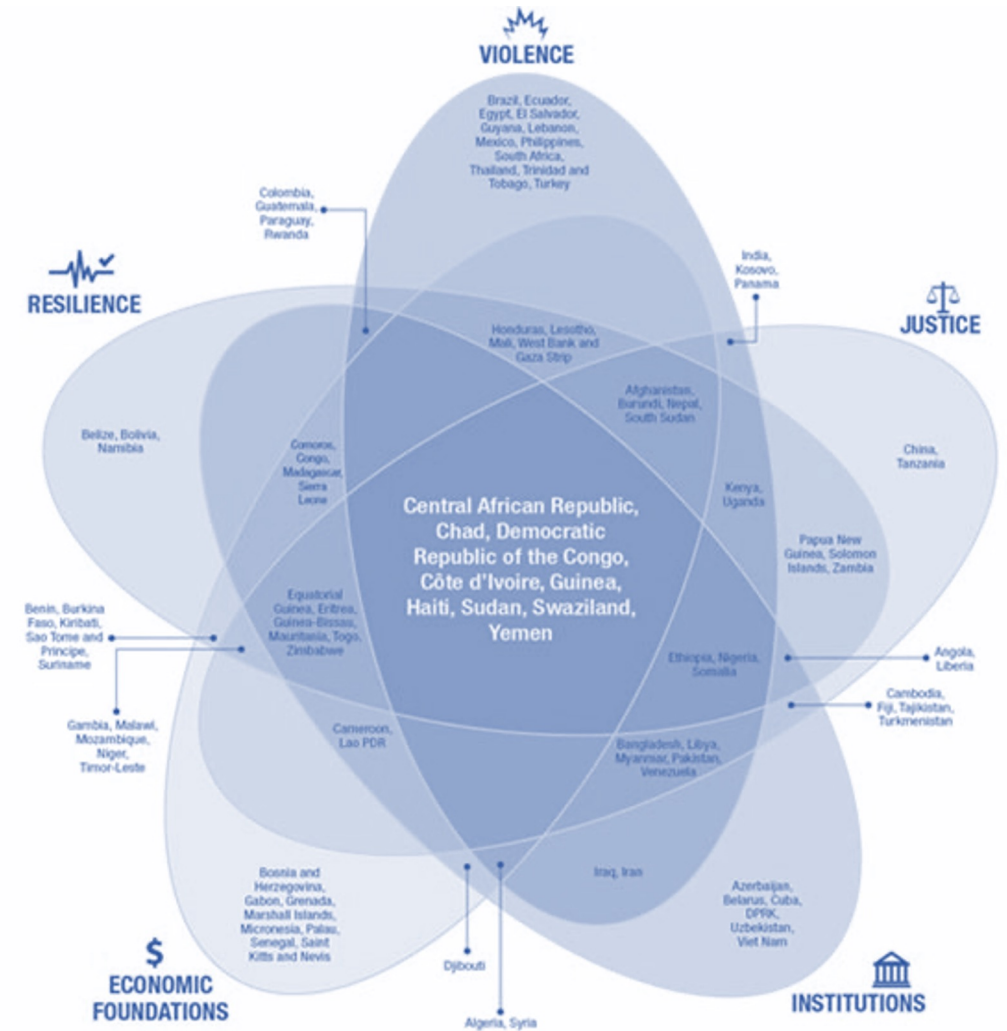 VIOLENCE
Brazil, Ecuador,
Egypt, El Salvador,
Guyana, Lebanon,
Mexico, Philippines,
South Africa,
Thailand, Trinidad and
Tobago, Turkey
Colombia,
Guatemala,
Paraguay,
Rwanda
India,
Kosovo,
Panama
RESILIENCE
JUSTICE
Honduras, Lesotho,
Mali, West Bank and
Gaza Strip
Afghanistan,
Burundi, Nepal,
South Sudan
Belize, Bolivia,
Namibia
Comoros,
Congo,
Madagascar,
Sierra
Leone
China,
Tanzania
Kenya,
Uganda
Central African Republic,
Chad, Democratic
Republic of the Congo,
Côte d'Ivoire, Guinea,
Haiti, Sudan, Swaziland,
Yemen
Papua New
Guinea, Solomon
Islands, Zambia
Equatorial
Guinea, Eritrea,
Guinea-Bissau,
Mauritania, Togo,
Zimbabwe
Benin, Burkina
Faso, Kiribati,
Sao Tome and
Principe,
Suriname
Ethiopia, Nigeria,
Somalia
Angola,
Liberia
Cambodia,
Fiji, Tajikistan,
Turkmenistan
Gambia, Malawi,
Mozambique,
Niger,
Timor-Leste
Cameroon,
Lao PDR
Bangladesh, Libya,
Myanmar, Pakistan,
Venezuela
Iraq, Iran
Bosnia and
Herzegovina,
Gabon, Grenada,
Marshall Islands,
Micronesia, Palau,
Senegal, Saint
Kitts and Nevis
Azerbaijan,
Belarus, Cuba,
DPRK,
Uzbekistan,
Viet Nam
$
ECONOMIC
FOUNDATIONS
Djibouti
INSTITUTIONS
Algeria, Syria